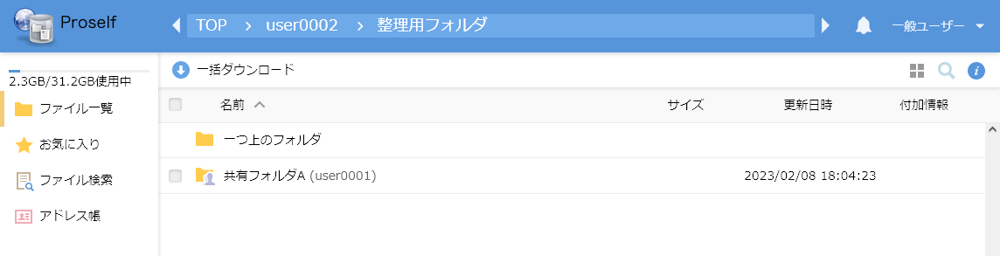 Proself
TOP > user0002 > 整理用フォルダ
一般ユーザー
2.3GB/31.2GB使用中
ファイル一覧
お気に入り
ファイル検索
アドレス帳
一括ダウンロード
名前 サイズ 更新日時 付加情報
一つ上のフォルダ
共有フォルダA (user0001) 2023/02/08 18:04:23